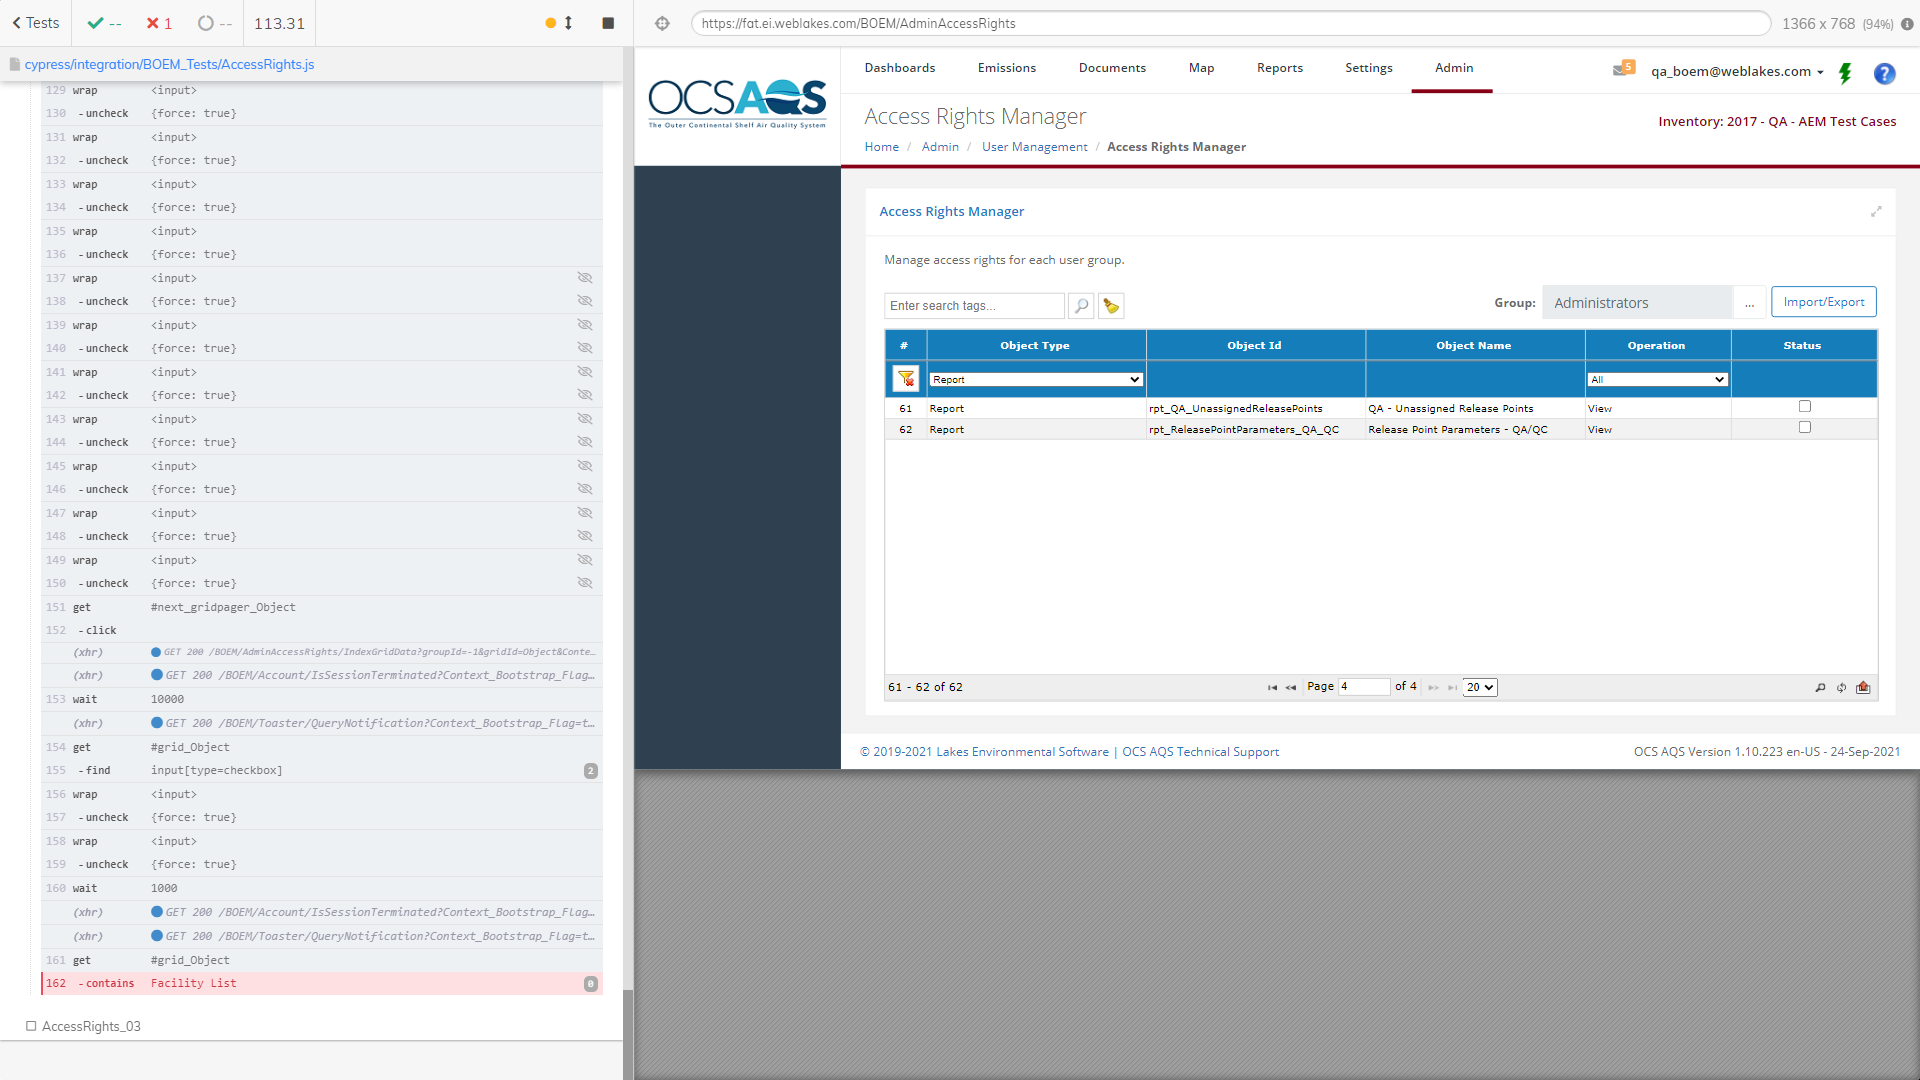 Tests
--
1
--
113.31
cypress/integration/BOEM_Tests/AccessRights.js
129 wrap <input>
130 -uncheck {force: true}
131 wrap <input>
132 -uncheck {force: true}
133 wrap <input>
134 -uncheck {force: true}
135 wrap <input>
136 -uncheck {force: true}
137 wrap <input>
138 -uncheck {force: true}
139 wrap <input>
140 -uncheck {force: true}
141 wrap <input>
142 -uncheck {force: true}
143 wrap <input>
144 -uncheck {force: true}
145 wrap <input>
146 -uncheck {force: true}
147 wrap <input>
148 -uncheck {force: true}
149 wrap <input>
150 -uncheck {force: true}
151 get #next_gridpager_Object
152 -click
(xhr) GET 200 /BOEM/AdminAccessRights/IndexGridData?groupId=-1&gridId=Object&Conte...
(xhr) GET 200 /BOEM/Account/IsSessionTerminated?Context_Bootstrap_Flag...
153 wait 10000
(xhr) GET 200 /BOEM/Toaster/QueryNotification?Context_Bootstrap_Flag=t...
154 get #grid_Object
155 -find input[type=checkbox] 2
156 wrap <input>
157 -uncheck {force: true}
158 wrap <input>
159 -uncheck {force: true}
160 wait 1000
(xhr) GET 200 /BOEM/Account/IsSessionTerminated?Context_Bootstrap_Flag...
(xhr) GET 200 /BOEM/Toaster/QueryNotification?Context_Bootstrap_Flag=t...
161 get #grid_Object
162 -contains Facility List 0
AccessRights_03
https://fat.ei.weblakes.com/BOEM/AdminAccessRights
1366 x 768 (94%)
OCSAQS
The Outer Continental Shelf Air Quality System
Dashboards Emissions Documents Map Reports Settings Admin
5
qa_boem@weblakes.com
?
Access Rights Manager
Inventory: 2017 - QA - AEM Test Cases
Home / Admin / User Management / Access Rights Manager
Access Rights Manager
Manage access rights for each user group.
Enter search tags...
Group: Administrators ... Import/Export
# Object Type Object Id Object Name Operation Status
Report All
61 Report rpt_QA_UnassignedReleasePoints QA - Unassigned Release Points View
62 Report rpt_ReleasePointParameters_QA_QC Release Point Parameters - QA/QC View
61 - 62 of 62 Page 4 of 4 20
© 2019-2021 Lakes Environmental Software | OCS AQS Technical Support
OCS AQS Version 1.10.223 en-US - 24-Sep-2021